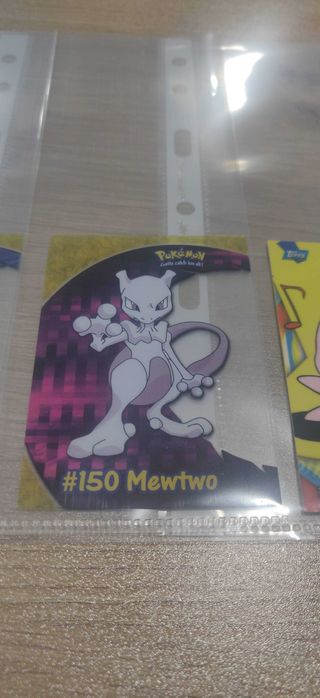 POKéMON
Gotta catch 'em all!
TOPPS
#150 Mewtwo